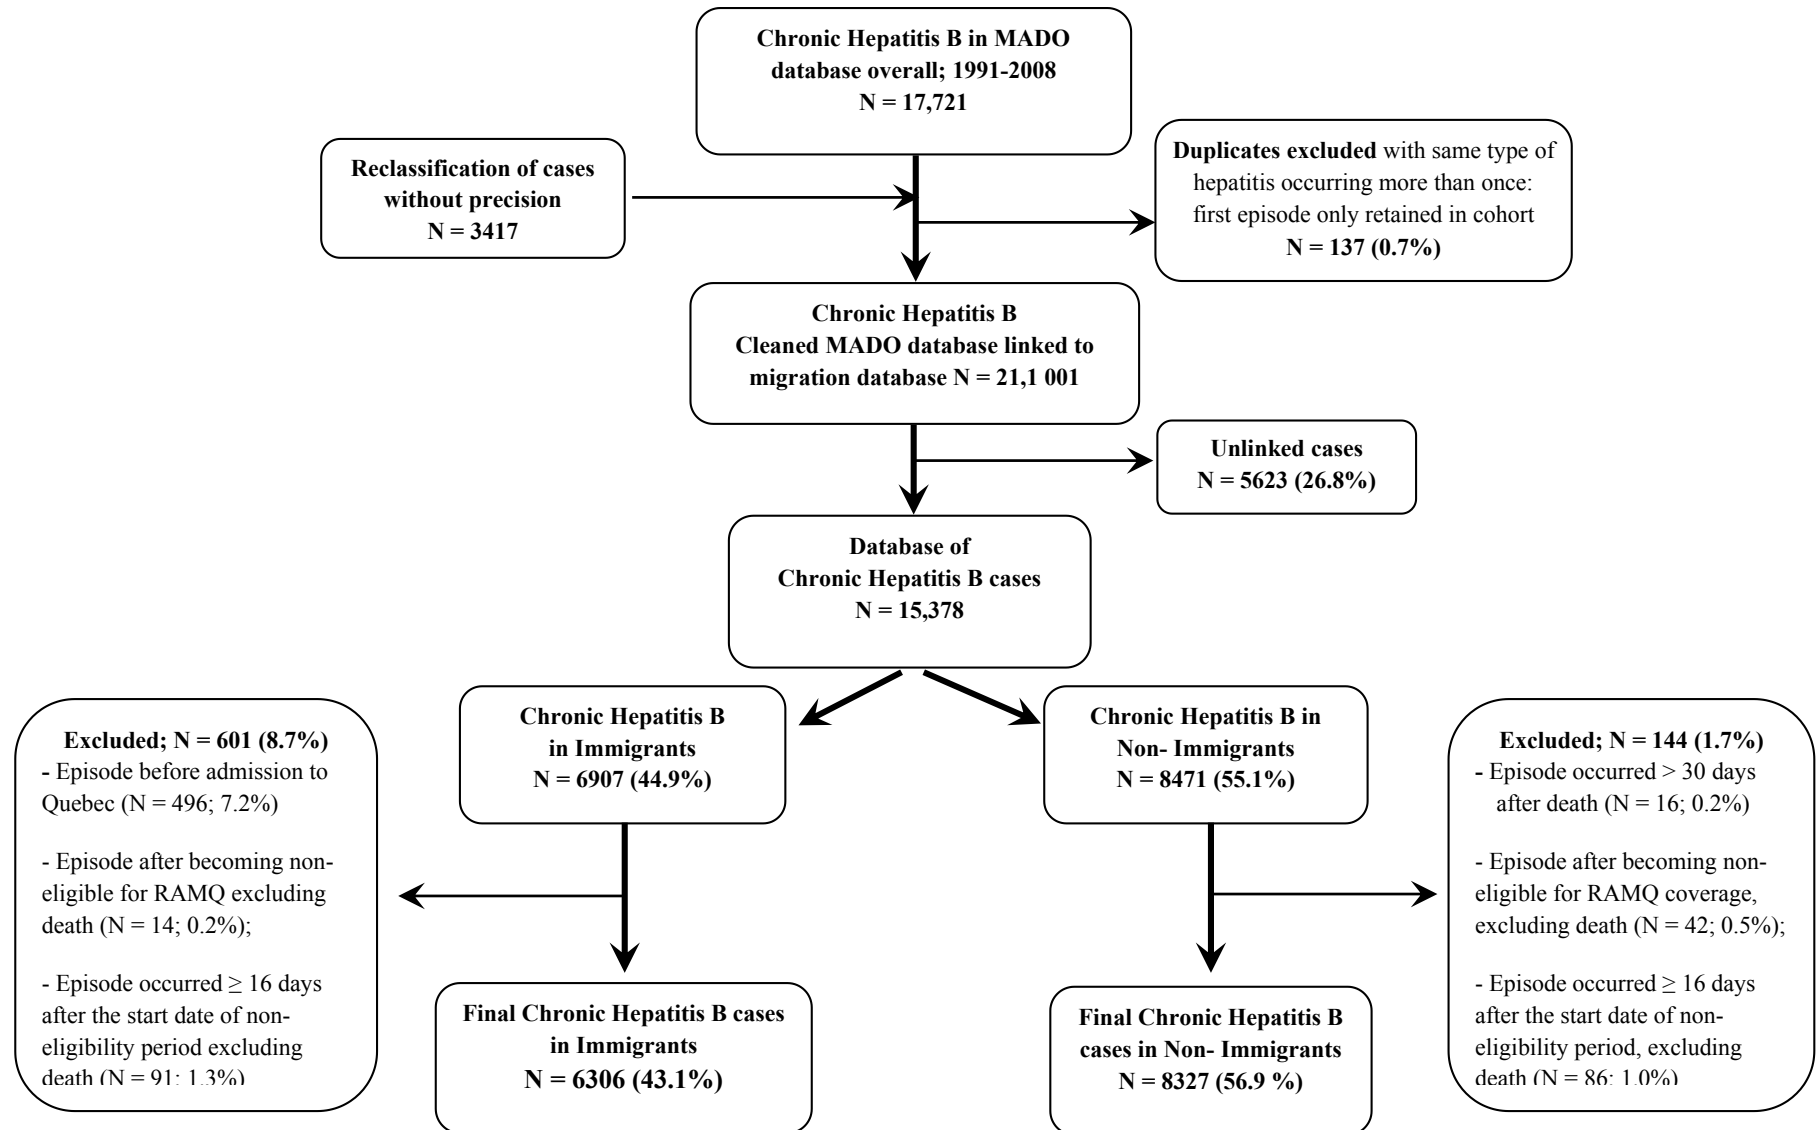 Chronic Hepatitis B in MADO
database overall; 1991-2008
N = 17,721
Reclassification of cases
without precision
N = 3417
Duplicates excluded with same type of
hepatitis occurring more than once:
first episode only retained in cohort
N = 137 (0.7%)
Chronic Hepatitis B
Cleaned MADO database linked to
migration database N = 21,1 001
Unlinked cases
N = 5623 (26.8%)
Database of
Chronic Hepatitis B cases
N = 15,378
Excluded; N = 601 (8.7%)
- Episode before admission to
Quebec (N = 496; 7.2%)
- Episode after becoming non-
eligible for RAMQ excluding
death (N = 14; 0.2%);
- Episode occurred ≥ 16 days
after the start date of non-
eligibility period excluding
death (N = 91; 1.3%)
Chronic Hepatitis B
in Immigrants
N = 6907 (44.9%)
Chronic Hepatitis B in
Non- Immigrants
N = 8471 (55.1%)
Excluded; N = 144 (1.7%)
- Episode occurred > 30 days
after death (N = 16; 0.2%)
- Episode after becoming non-
eligible for RAMQ coverage,
excluding death (N = 42; 0.5%);
- Episode occurred ≥ 16 days
after the start date of non-
eligibility period, excluding
death (N = 86; 1.0%)
Final Chronic Hepatitis B cases
in Immigrants
N = 6306 (43.1%)
Final Chronic Hepatitis B
cases in Non- Immigrants
N = 8327 (56.9 %)